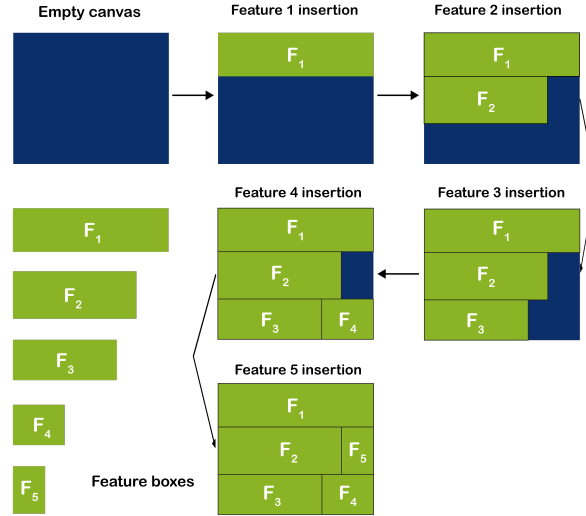 Empty canvas
Feature 1 insertion
Feature 2 insertion
F1
F1
F2
Feature 4 insertion
Feature 3 insertion
F1
F1
F1
F2
F2
F2
F3
F3
F4
F3
Feature 5 insertion
F4
F1
F2
F5
F5
Feature boxes
F3
F4